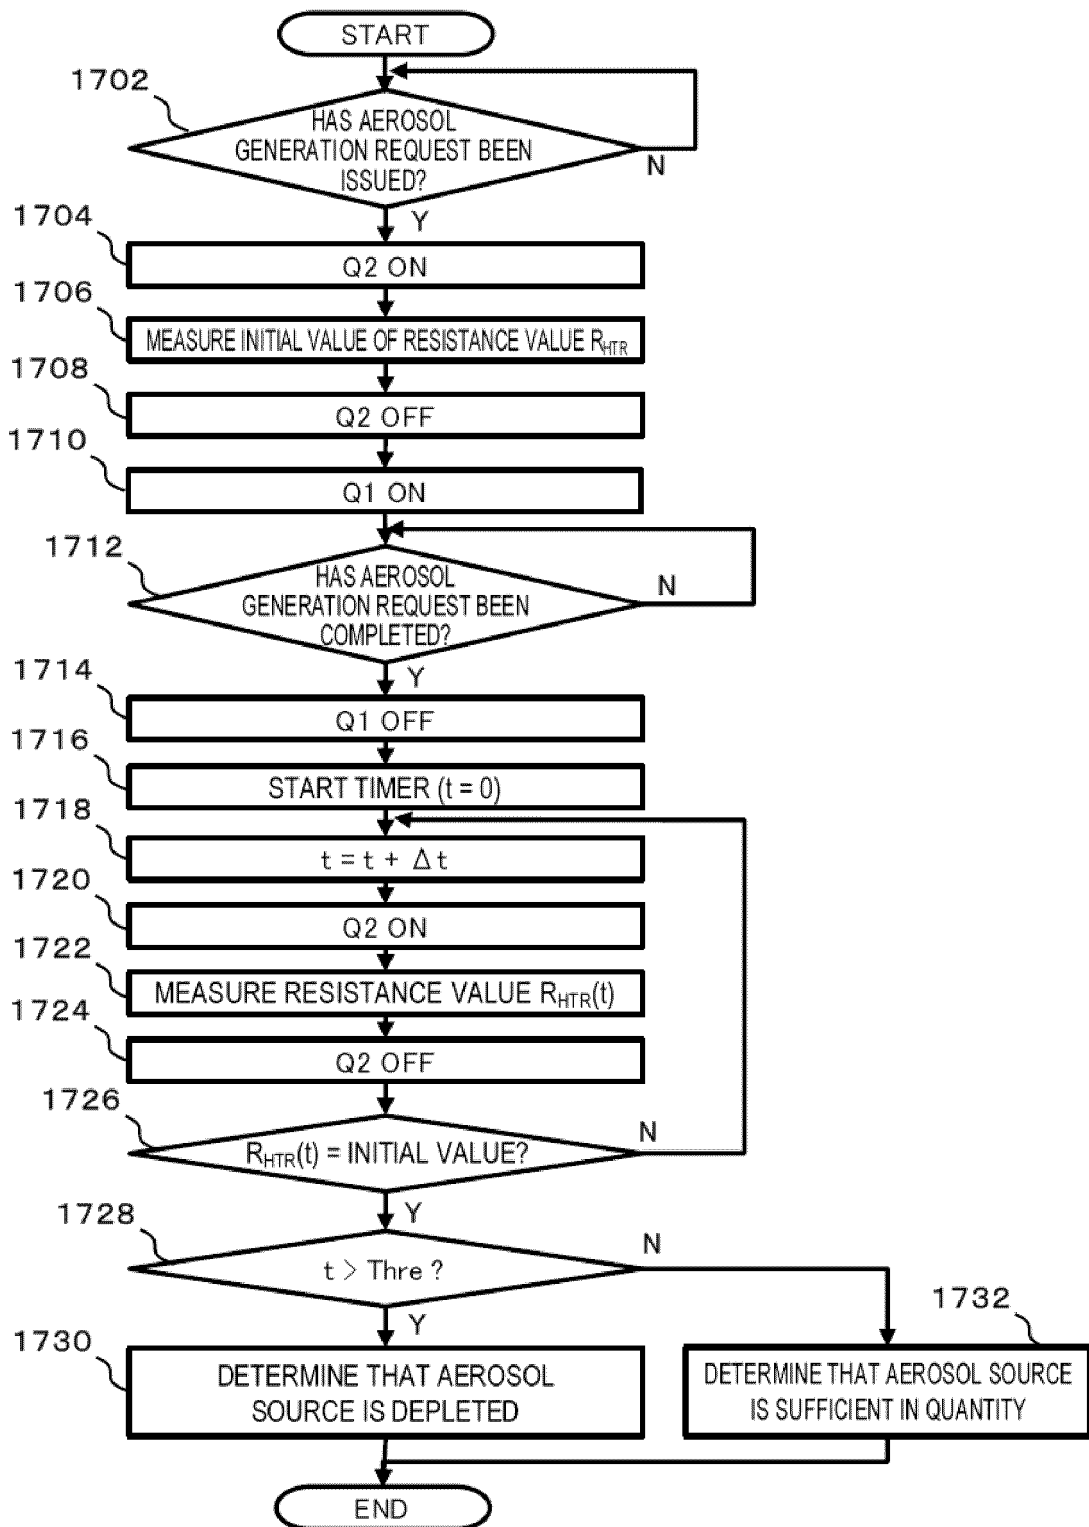 START
1702
HAS AEROSOL
GENERATION REQUEST BEEN
ISSUED?
N
Y
1704
Q2 ON
1706
MEASURE INITIAL VALUE OF RESISTANCE VALUE RHTR
1708
Q2 OFF
1710
Q1 ON
1712
HAS AEROSOL
GENERATION REQUEST BEEN
COMPLETED?
N
Y
1714
Q1 OFF
1716
START TIMER (t = 0)
1718
t = t + Δt
1720
Q2 ON
1722
MEASURE RESISTANCE VALUE RHTR(t)
1724
Q2 OFF
1726
RHTR(t) = INITIAL VALUE?
N
Y
1728
t > Thre ?
N
Y
1730
DETERMINE THAT AEROSOL
SOURCE IS DEPLETED
1732
DETERMINE THAT AEROSOL SOURCE
IS SUFFICIENT IN QUANTITY
END